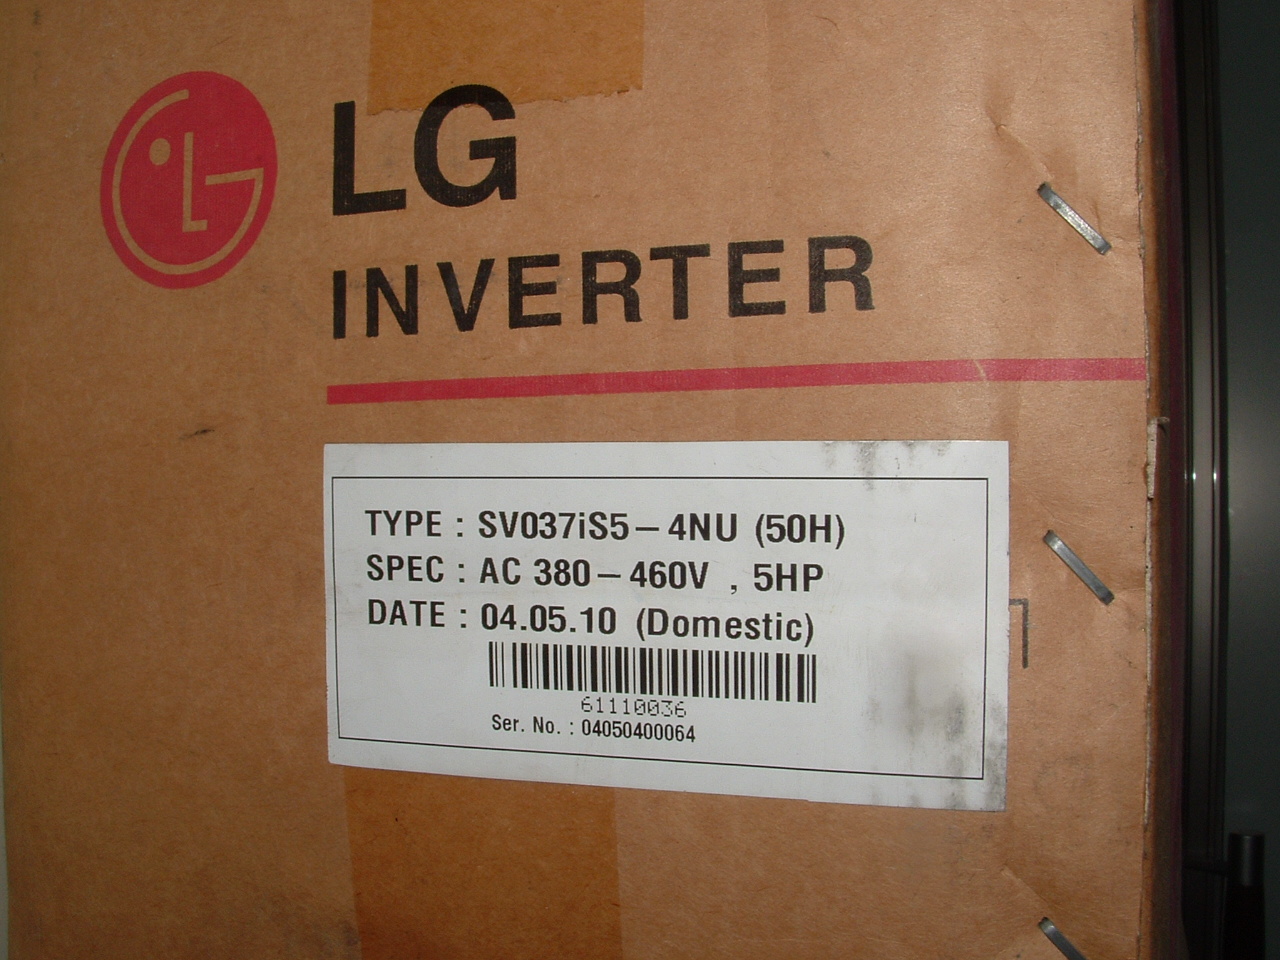 LG
LG
INVERTER
TYPE : SV037iS5-4NU (50H)
SPEC : AC 380-460V , 5HP
DATE : 04.05.10 (Domestic)
61110036
Ser. No. : 04050400064